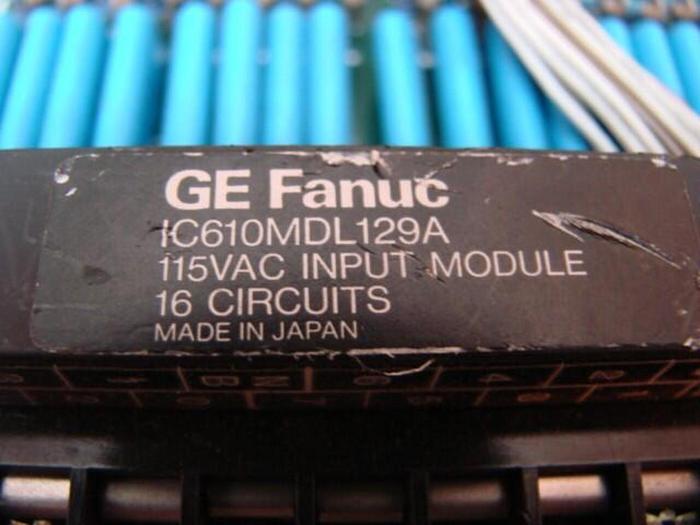 GE Fanuc
IC610MDL129A
115VAC INPUT MODULE
16 CIRCUITS
MADE IN JAPAN